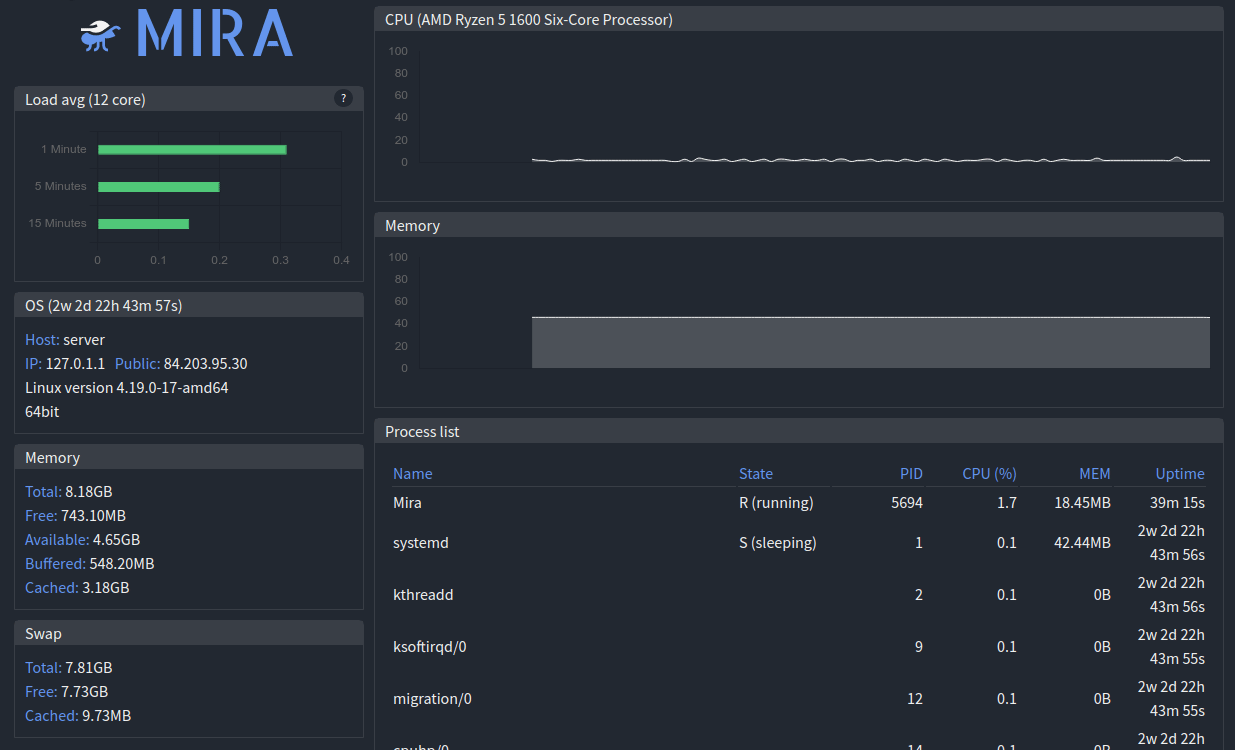 MIRA
Load avg (12 core) ?
1 Minute
5 Minutes
15 Minutes
0 0.1 0.2 0.3 0.4
OS (2w 2d 22h 43m 57s)
Host: server
IP: 127.0.1.1 Public: 84.203.95.30
Linux version 4.19.0-17-amd64
64bit
Memory
Total: 8.18GB
Free: 743.10MB
Available: 4.65GB
Buffered: 548.20MB
Cached: 3.18GB
Swap
Total: 7.81GB
Free: 7.73GB
Cached: 9.73MB
CPU (AMD Ryzen 5 1600 Six-Core Processor)
100
80
60
40
20
0
Memory
100
80
60
40
20
0
Process list
Name State PID CPU (%) MEM Uptime
Mira R (running) 5694 1.7 18.45MB 39m 15s
systemd S (sleeping) 1 0.1 42.44MB 2w 2d 22h
43m 56s
kthreadd 2 0.1 0B 2w 2d 22h
43m 56s
ksoftirqd/0 9 0.1 0B 2w 2d 22h
43m 55s
migration/0 12 0.1 0B 2w 2d 22h
43m 55s
cpuhp/0 14 0.1 0B 2w 2d 22h